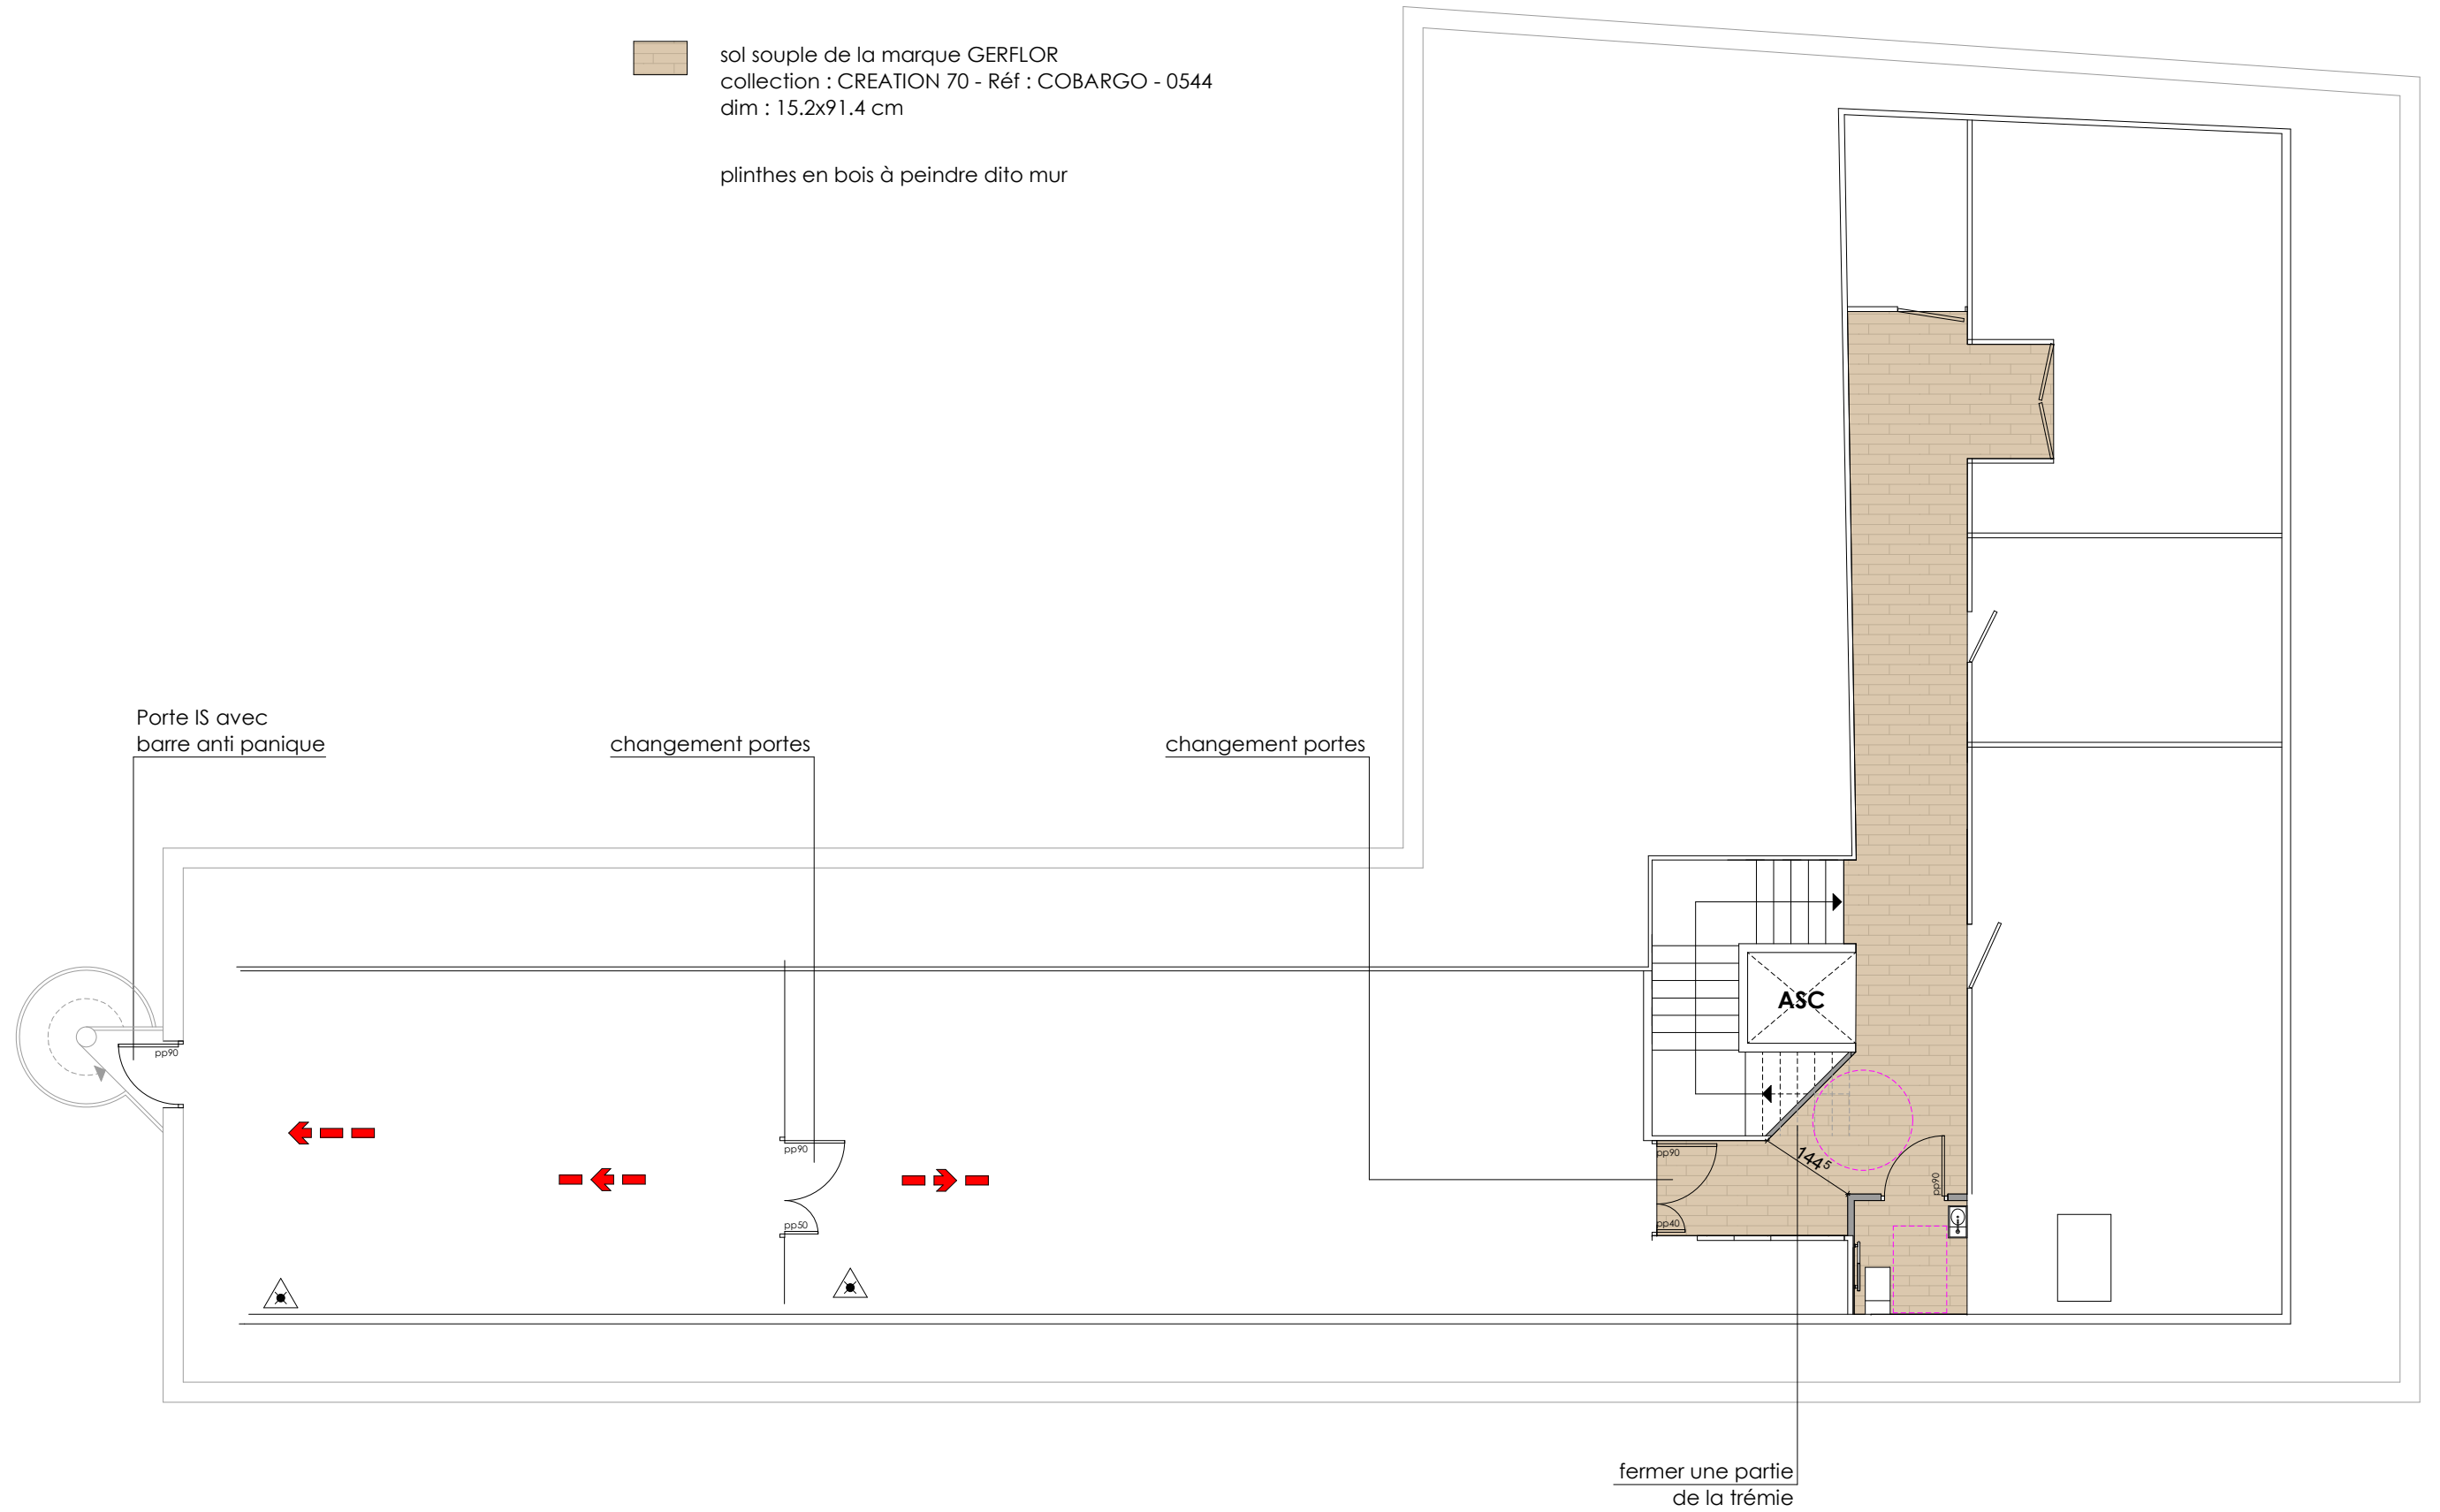 sol souple de la marque GERFLOR
collection : CREATION 70 - Réf : COBARGO - 0544
dim : 15.2x91.4 cm
plinthes en bois à peindre dito mur
Porte IS avec
barre anti panique
changement portes
changement portes
ASC
pp90
pp90
pp50
pp90
pp40
144⁵
pp90
fermer une partie
de la trémie